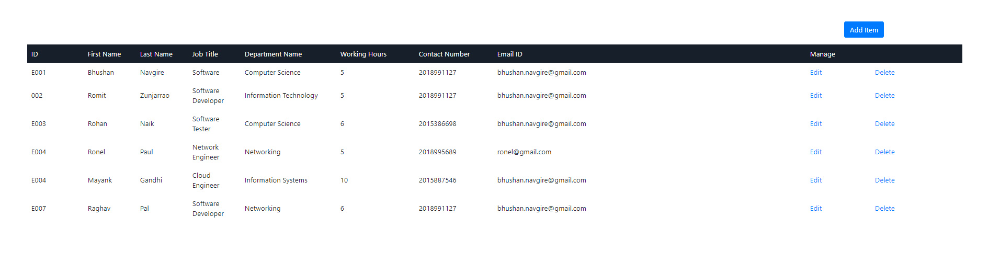 Add Item
ID First Name Last Name Job Title Department Name Working Hours Contact Number Email ID Manage
E001 Bhushan Navgire Software Computer Science 5 2018991127 bhushan.navgire@gmail.com Edit Delete
002 Romit Zunjarrao Software Developer Information Technology 5 2018991127 bhushan.navgire@gmail.com Edit Delete
E003 Rohan Naik Software Tester Computer Science 6 2015386698 bhushan.navgire@gmail.com Edit Delete
E004 Ronel Paul Network Engineer Networking 5 2018995689 ronel@gmail.com Edit Delete
E004 Mayank Gandhi Cloud Engineer Information Systems 10 2015887546 bhushan.navgire@gmail.com Edit Delete
E007 Raghav Pal Software Developer Networking 6 2018991127 bhushan.navgire@gmail.com Edit Delete